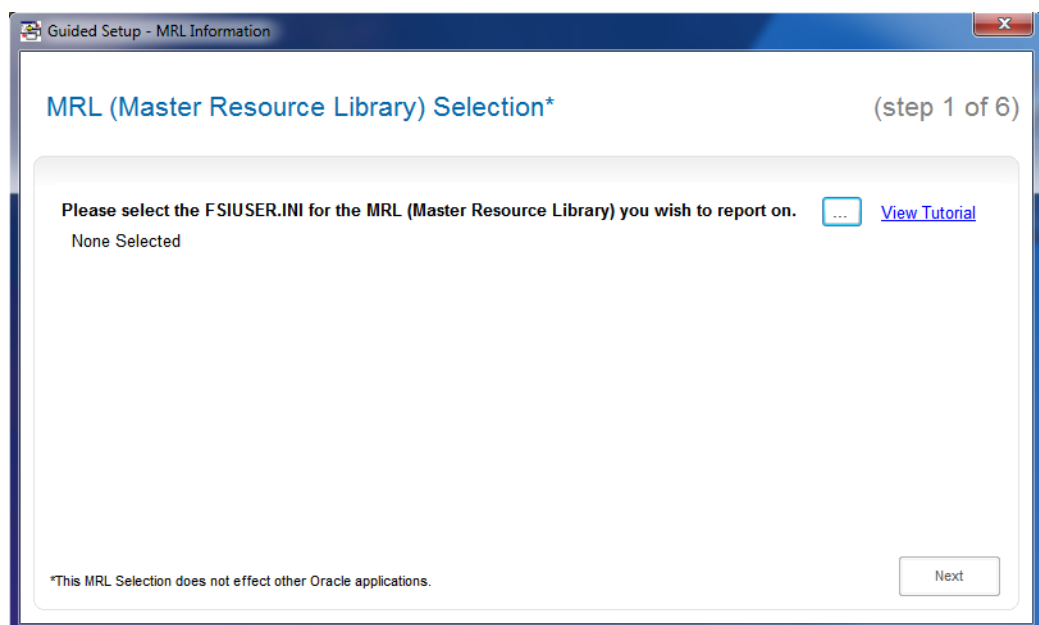 Guided Setup - MRL Information
x
MRL (Master Resource Library) Selection*
(step 1 of 6)
Please select the FSIUSER.INI for the MRL (Master Resource Library) you wish to report on.
...
View Tutorial
None Selected
*This MRL Selection does not effect other Oracle applications.
Next